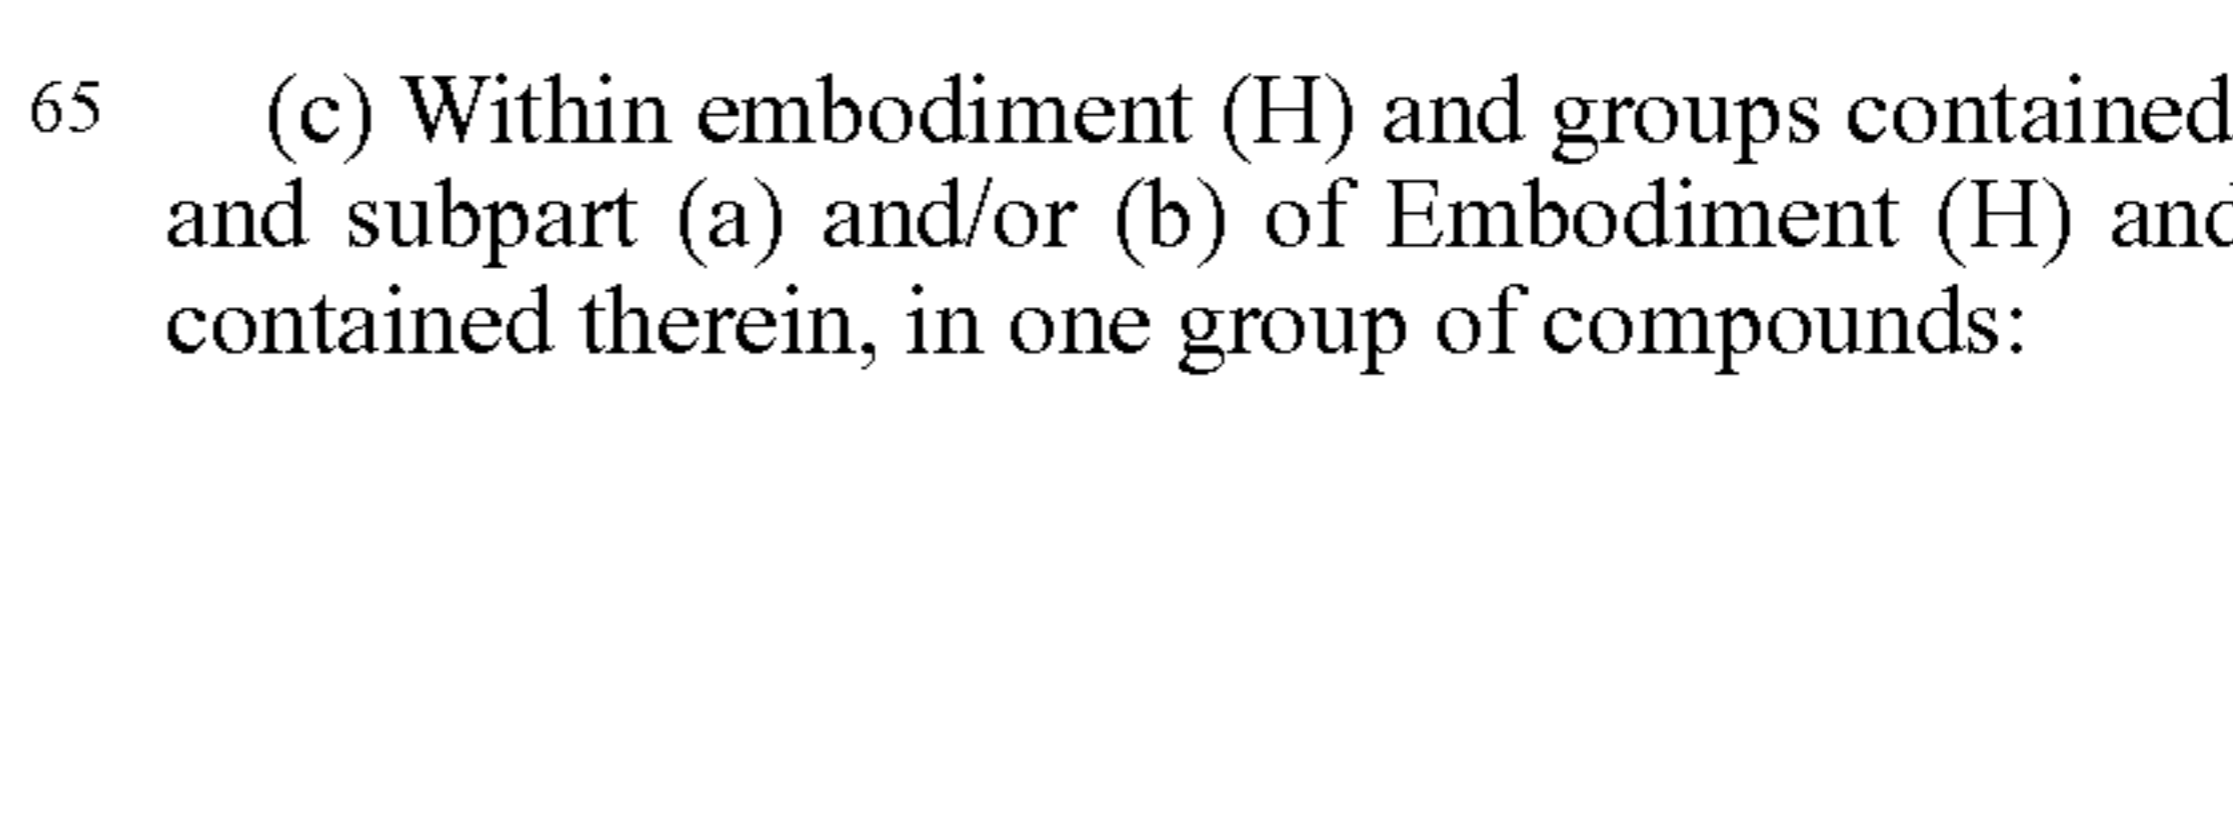 65 (c) Within embodiment (H) and groups contained
and subpart (a) and/or (b) of Embodiment (H) and
contained therein, in one group of compounds: